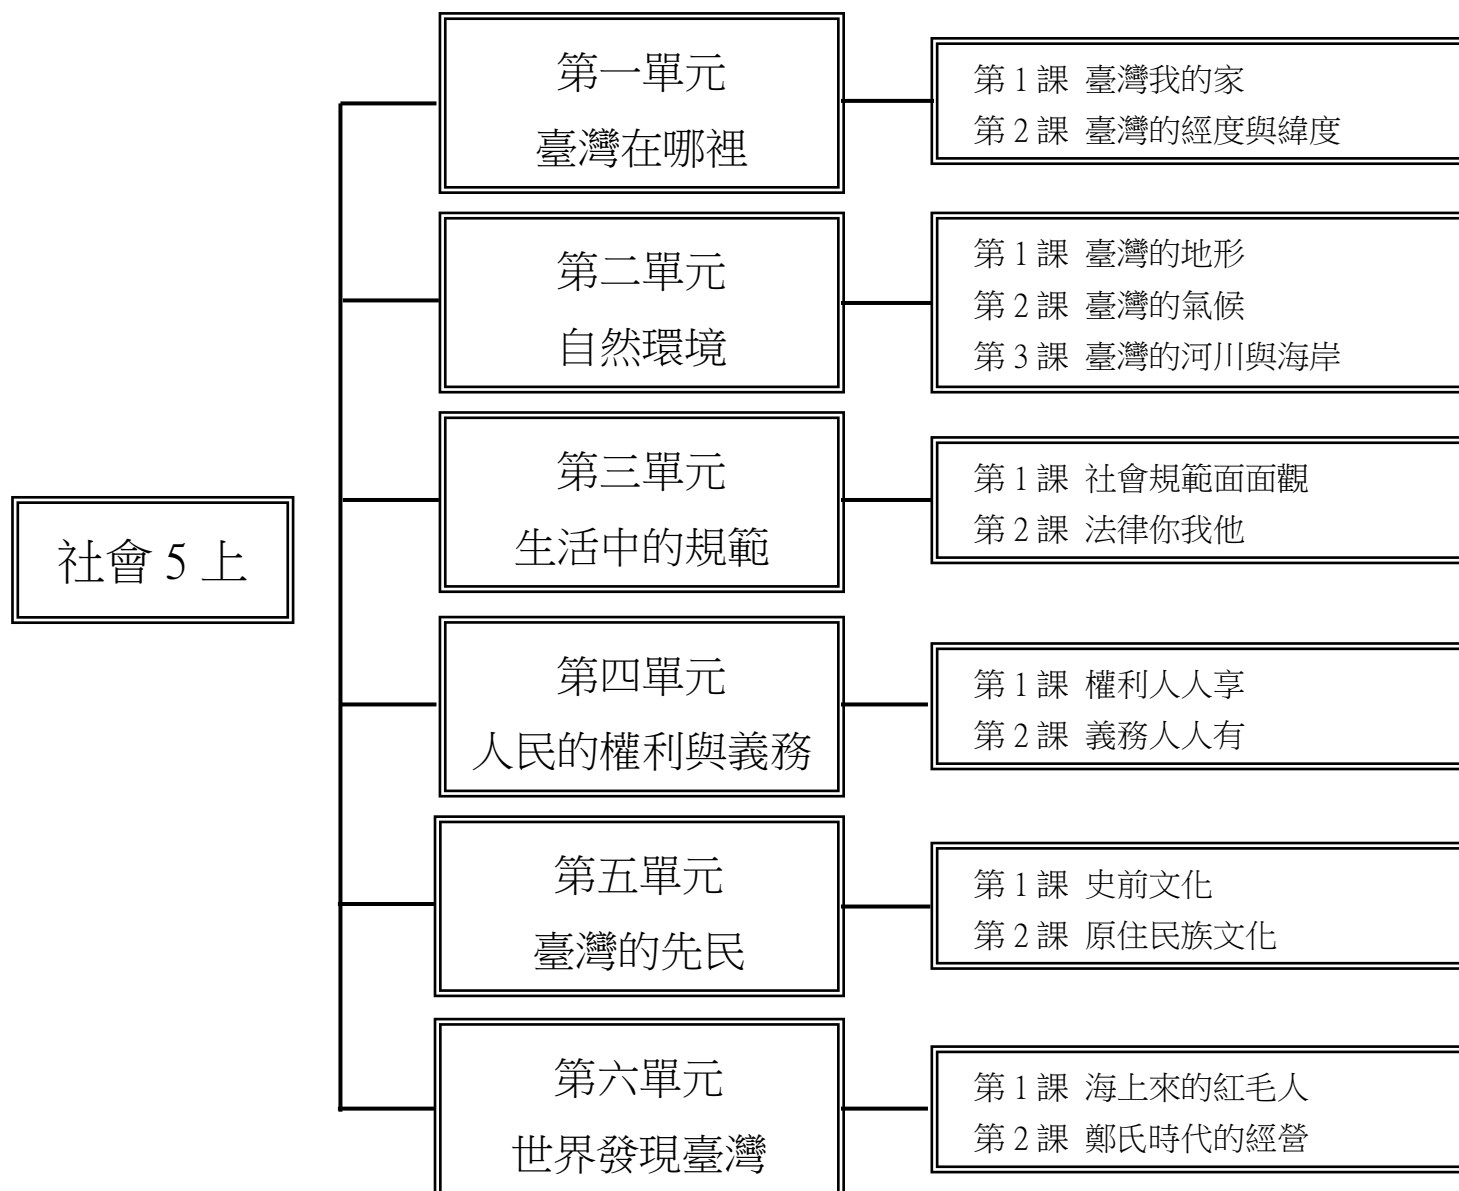 社會 5 上
第一單元
臺灣在哪裡
第 1 課 臺灣我的家
第 2 課 臺灣的經度與緯度
第二單元
自然環境
第 1 課 臺灣的地形
第 2 課 臺灣的氣候
第 3 課 臺灣的河川與海岸
第三單元
生活中的規範
第 1 課 社會規範面面觀
第 2 課 法律你我他
第四單元
人民的權利與義務
第 1 課 權利人人享
第 2 課 義務人人有
第五單元
臺灣的先民
第 1 課 史前文化
第 2 課 原住民族文化
第六單元
世界發現臺灣
第 1 課 海上來的紅毛人
第 2 課 鄭氏時代的經營